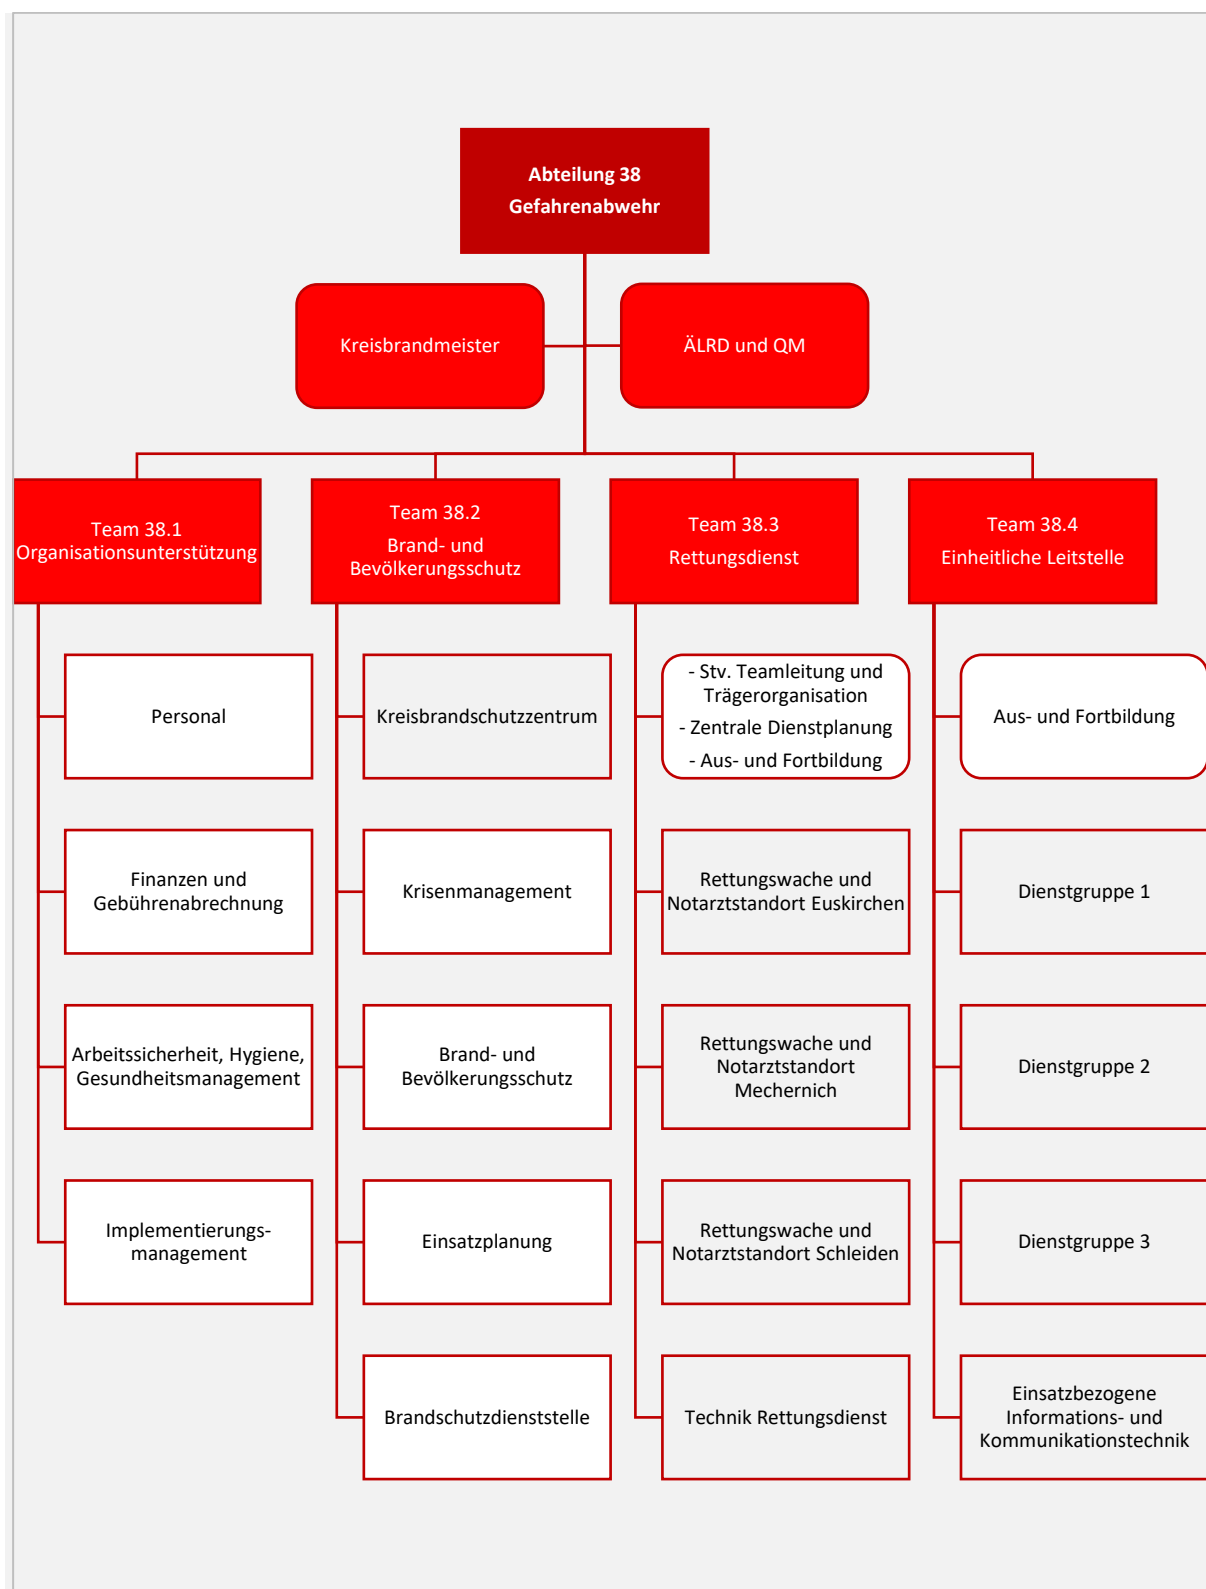 Abteilung 38
Gefahrenabwehr
Kreisbrandmeister
ÄLRD und QM
Team 38.1
Organisationsunterstützung
Team 38.2
Brand- und
Bevölkerungsschutz
Team 38.3
Rettungsdienst
Team 38.4
Einheitliche Leitstelle
Personal
Finanzen und
Gebührenabrechnung
Arbeitssicherheit, Hygiene,
Gesundheitsmanagement
Implementierungs-
management
Kreisbrandschutzzentrum
Krisenmanagement
Brand- und
Bevölkerungsschutz
Einsatzplanung
Brandschutzdienststelle
- Stv. Teamleitung und
Trägerorganisation
- Zentrale Dienstplanung
- Aus- und Fortbildung
Rettungswache und
Notarztstandort Euskirchen
Rettungswache und
Notarztstandort
Mechernich
Rettungswache und
Notarztstandort Schleiden
Technik Rettungsdienst
Aus- und Fortbildung
Dienstgruppe 1
Dienstgruppe 2
Dienstgruppe 3
Einsatzbezogene
Informations- und
Kommunikationstechnik